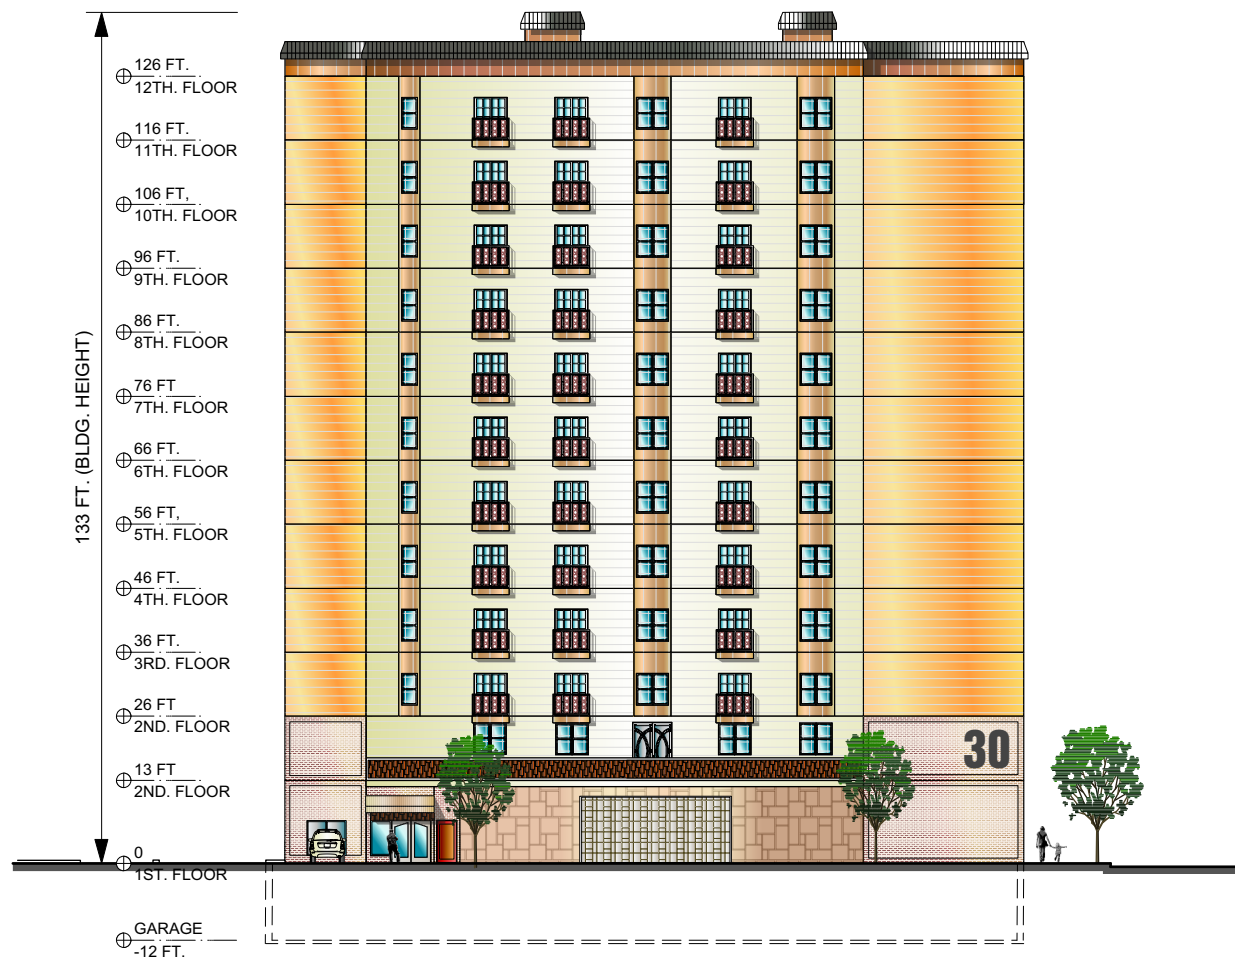 126 FT.
12TH. FLOOR
116 FT.
11TH. FLOOR
106 FT,
10TH. FLOOR
96 FT.
9TH. FLOOR
86 FT.
8TH. FLOOR
76 FT
7TH. FLOOR
66 FT.
6TH. FLOOR
56 FT,
5TH. FLOOR
46 FT.
4TH. FLOOR
36 FT.
3RD. FLOOR
26 FT
2ND. FLOOR
13 FT
2ND. FLOOR
0
1ST. FLOOR
GARAGE
-12 FT.
133 FT. (BLDG. HEIGHT)
30